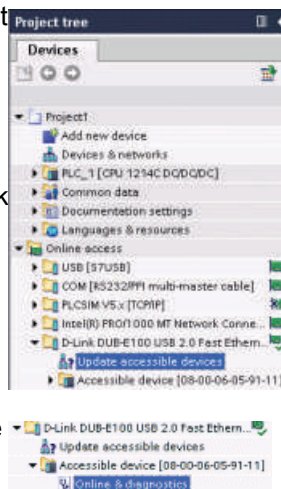 t
Project tree
Devices
Project1
Add new device
Devices & networks
PLC_1 [CPU 1214C DC/DC/DC]
k
Common data
Documentation settings
Languages & resources
Online access
USB [S7USB]
COM [RS232/PPI multi-master cable]
PLCSIM V5.x [TCP/IP]
Intel(R) PRO/1000 MT Network Conne...
D-Link DUB-E100 USB 2.0 Fast Ethern...
Update accessible devices
Accessible device [08-00-06-05-91-11]
e
D-Link DUB-E100 USB 2.0 Fast Ethern...
Update accessible devices
Accessible device [08-00-06-05-91-11]
Online & diagnostics